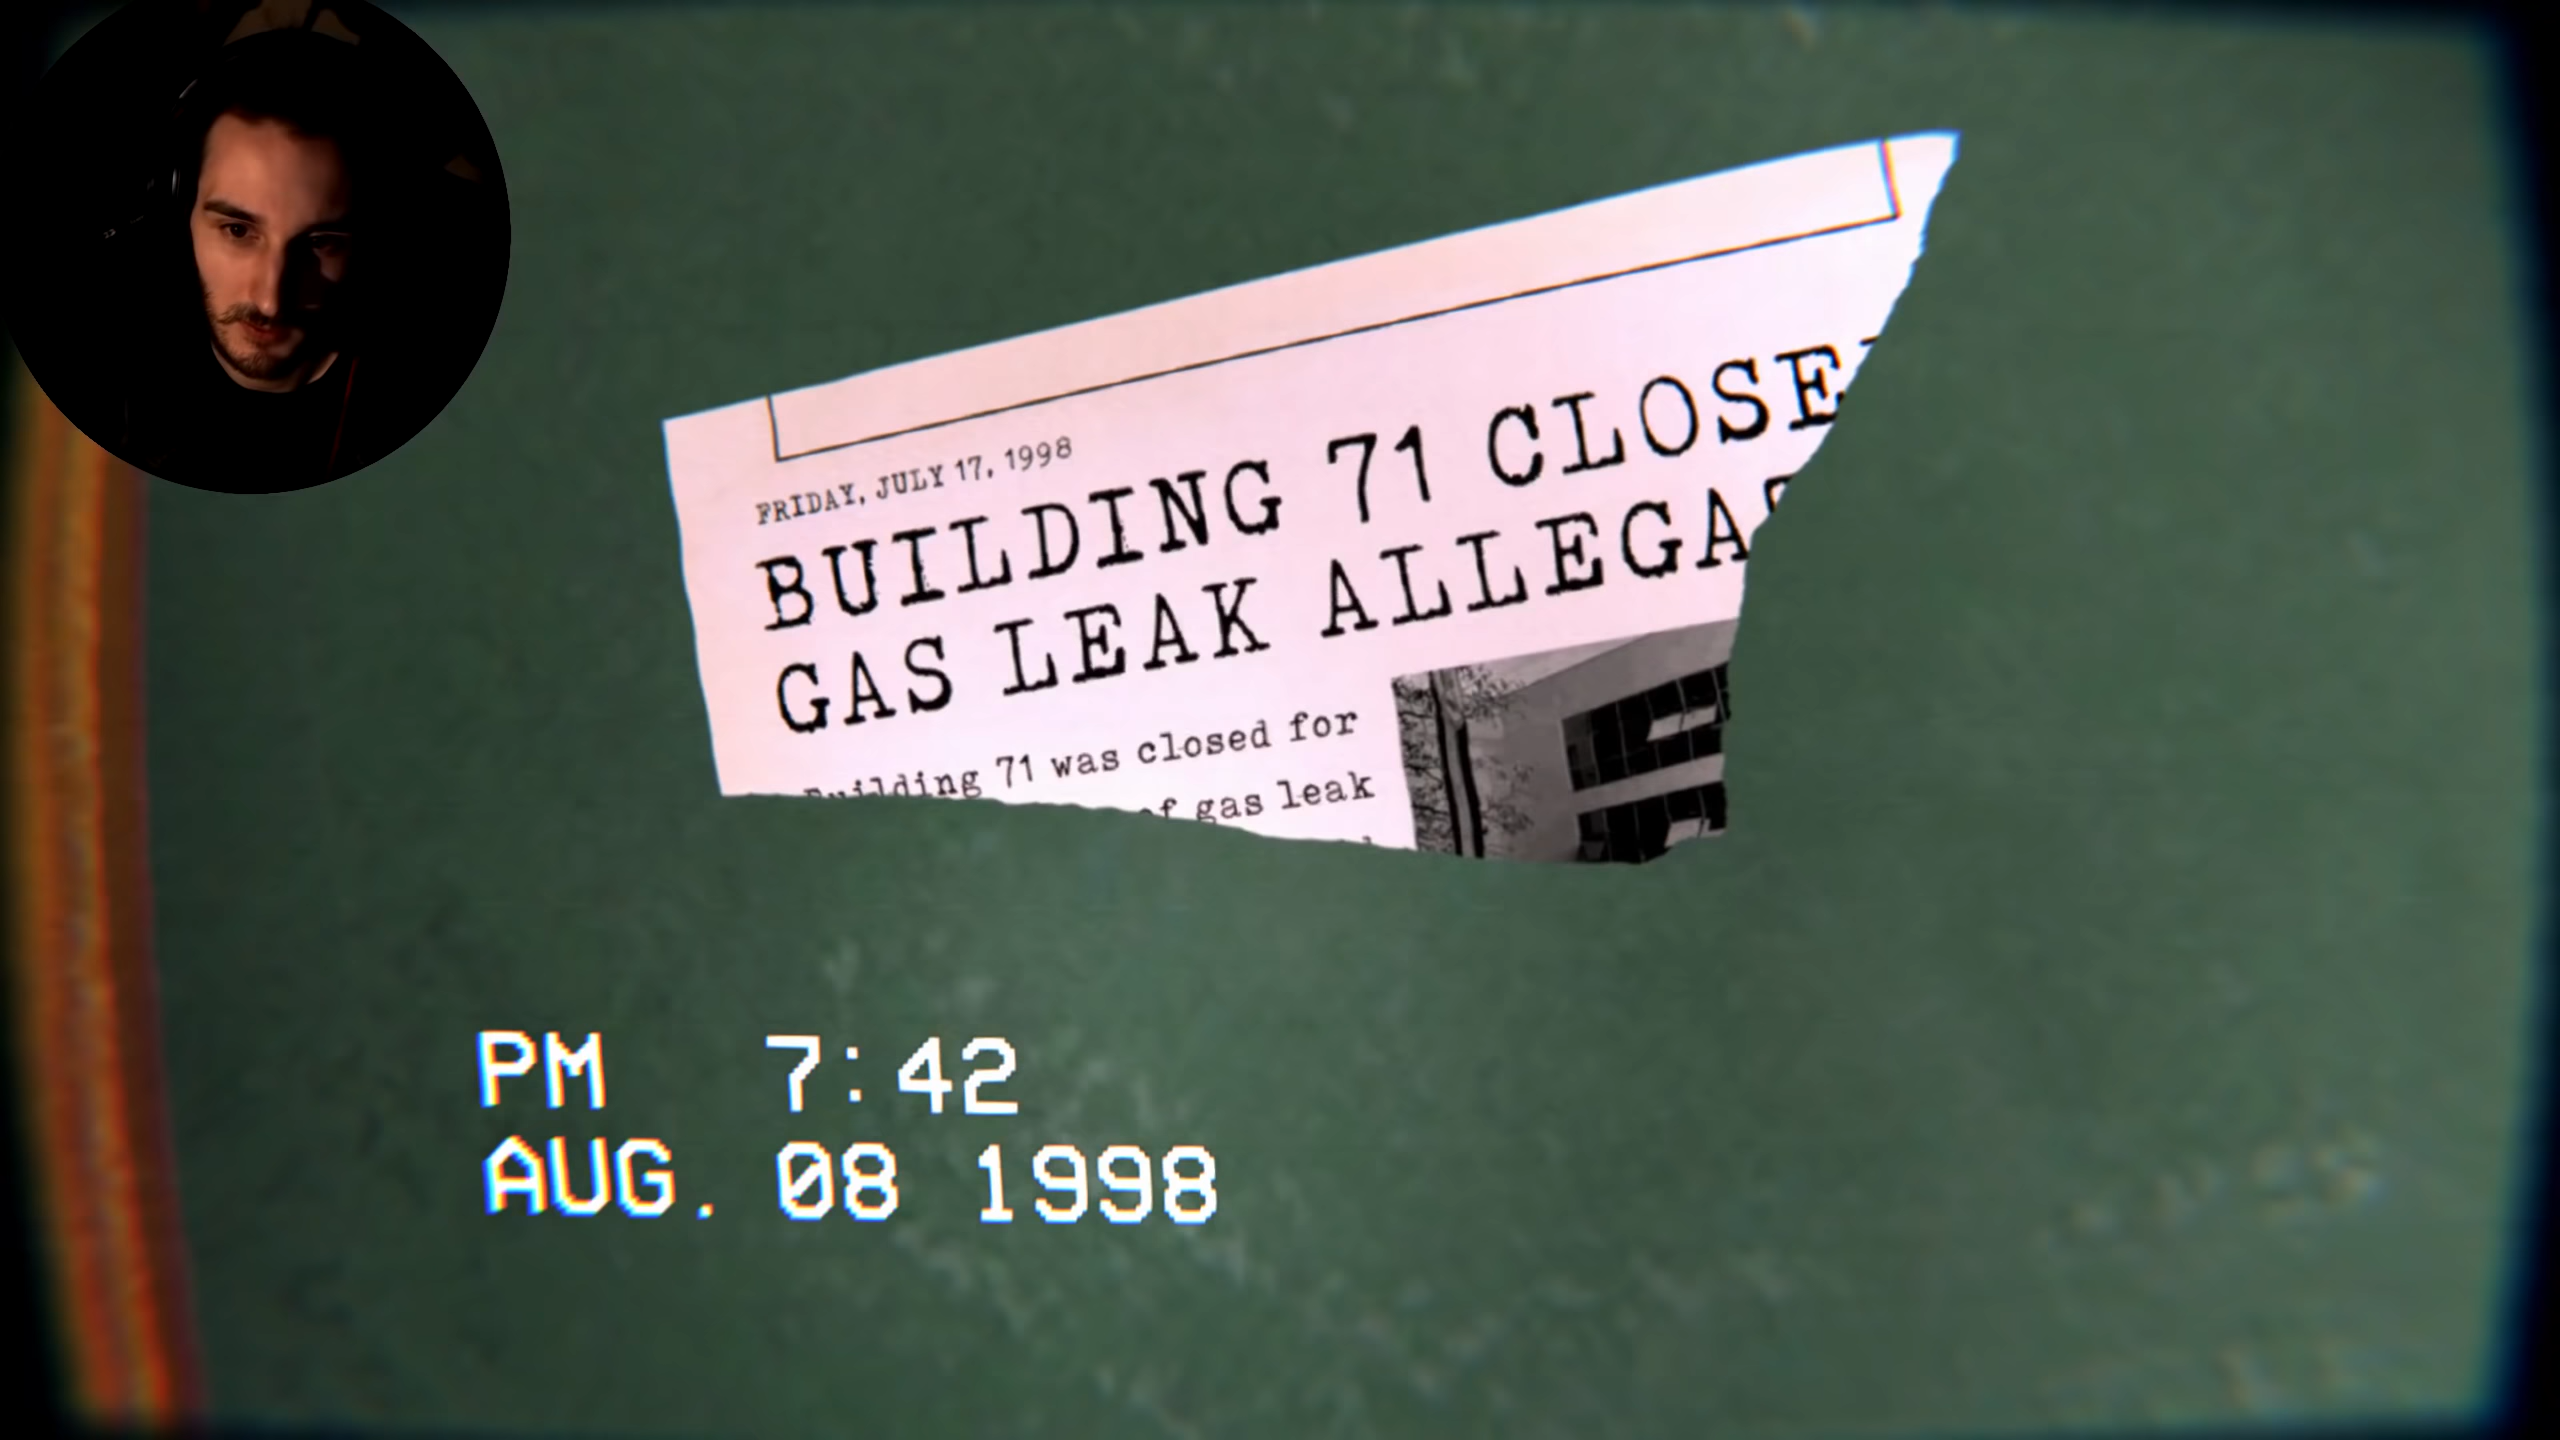 FRIDAY, JULY 17, 1998
BUILDING 71 CLOSE
GAS LEAK ALLEGA
Building 71 was closed for
of gas leak
PM 7:42
AUG. 08 1998